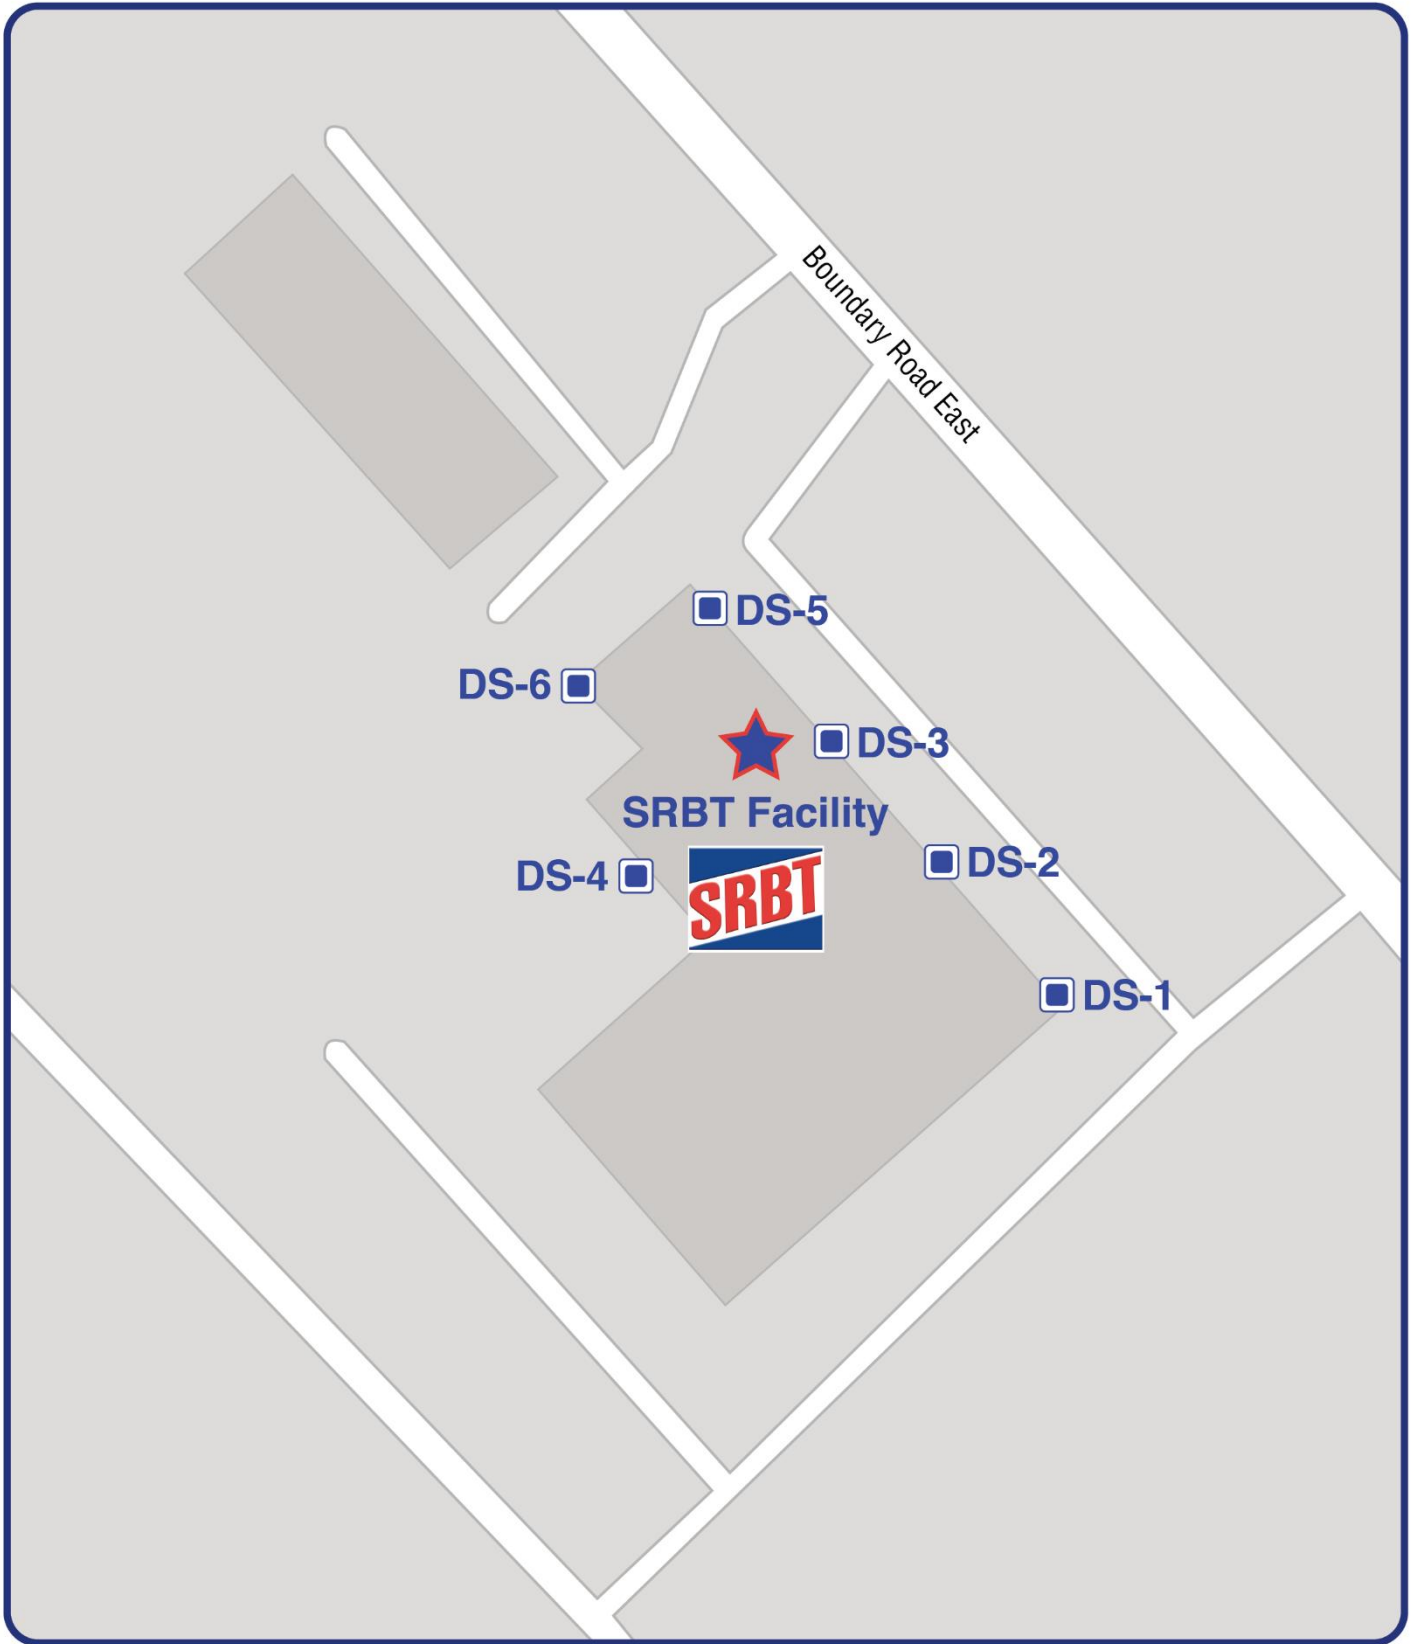 Boundary Road East
DS-5
DS-6
DS-3
SRBT Facility
DS-2
DS-4
SRBT
DS-1